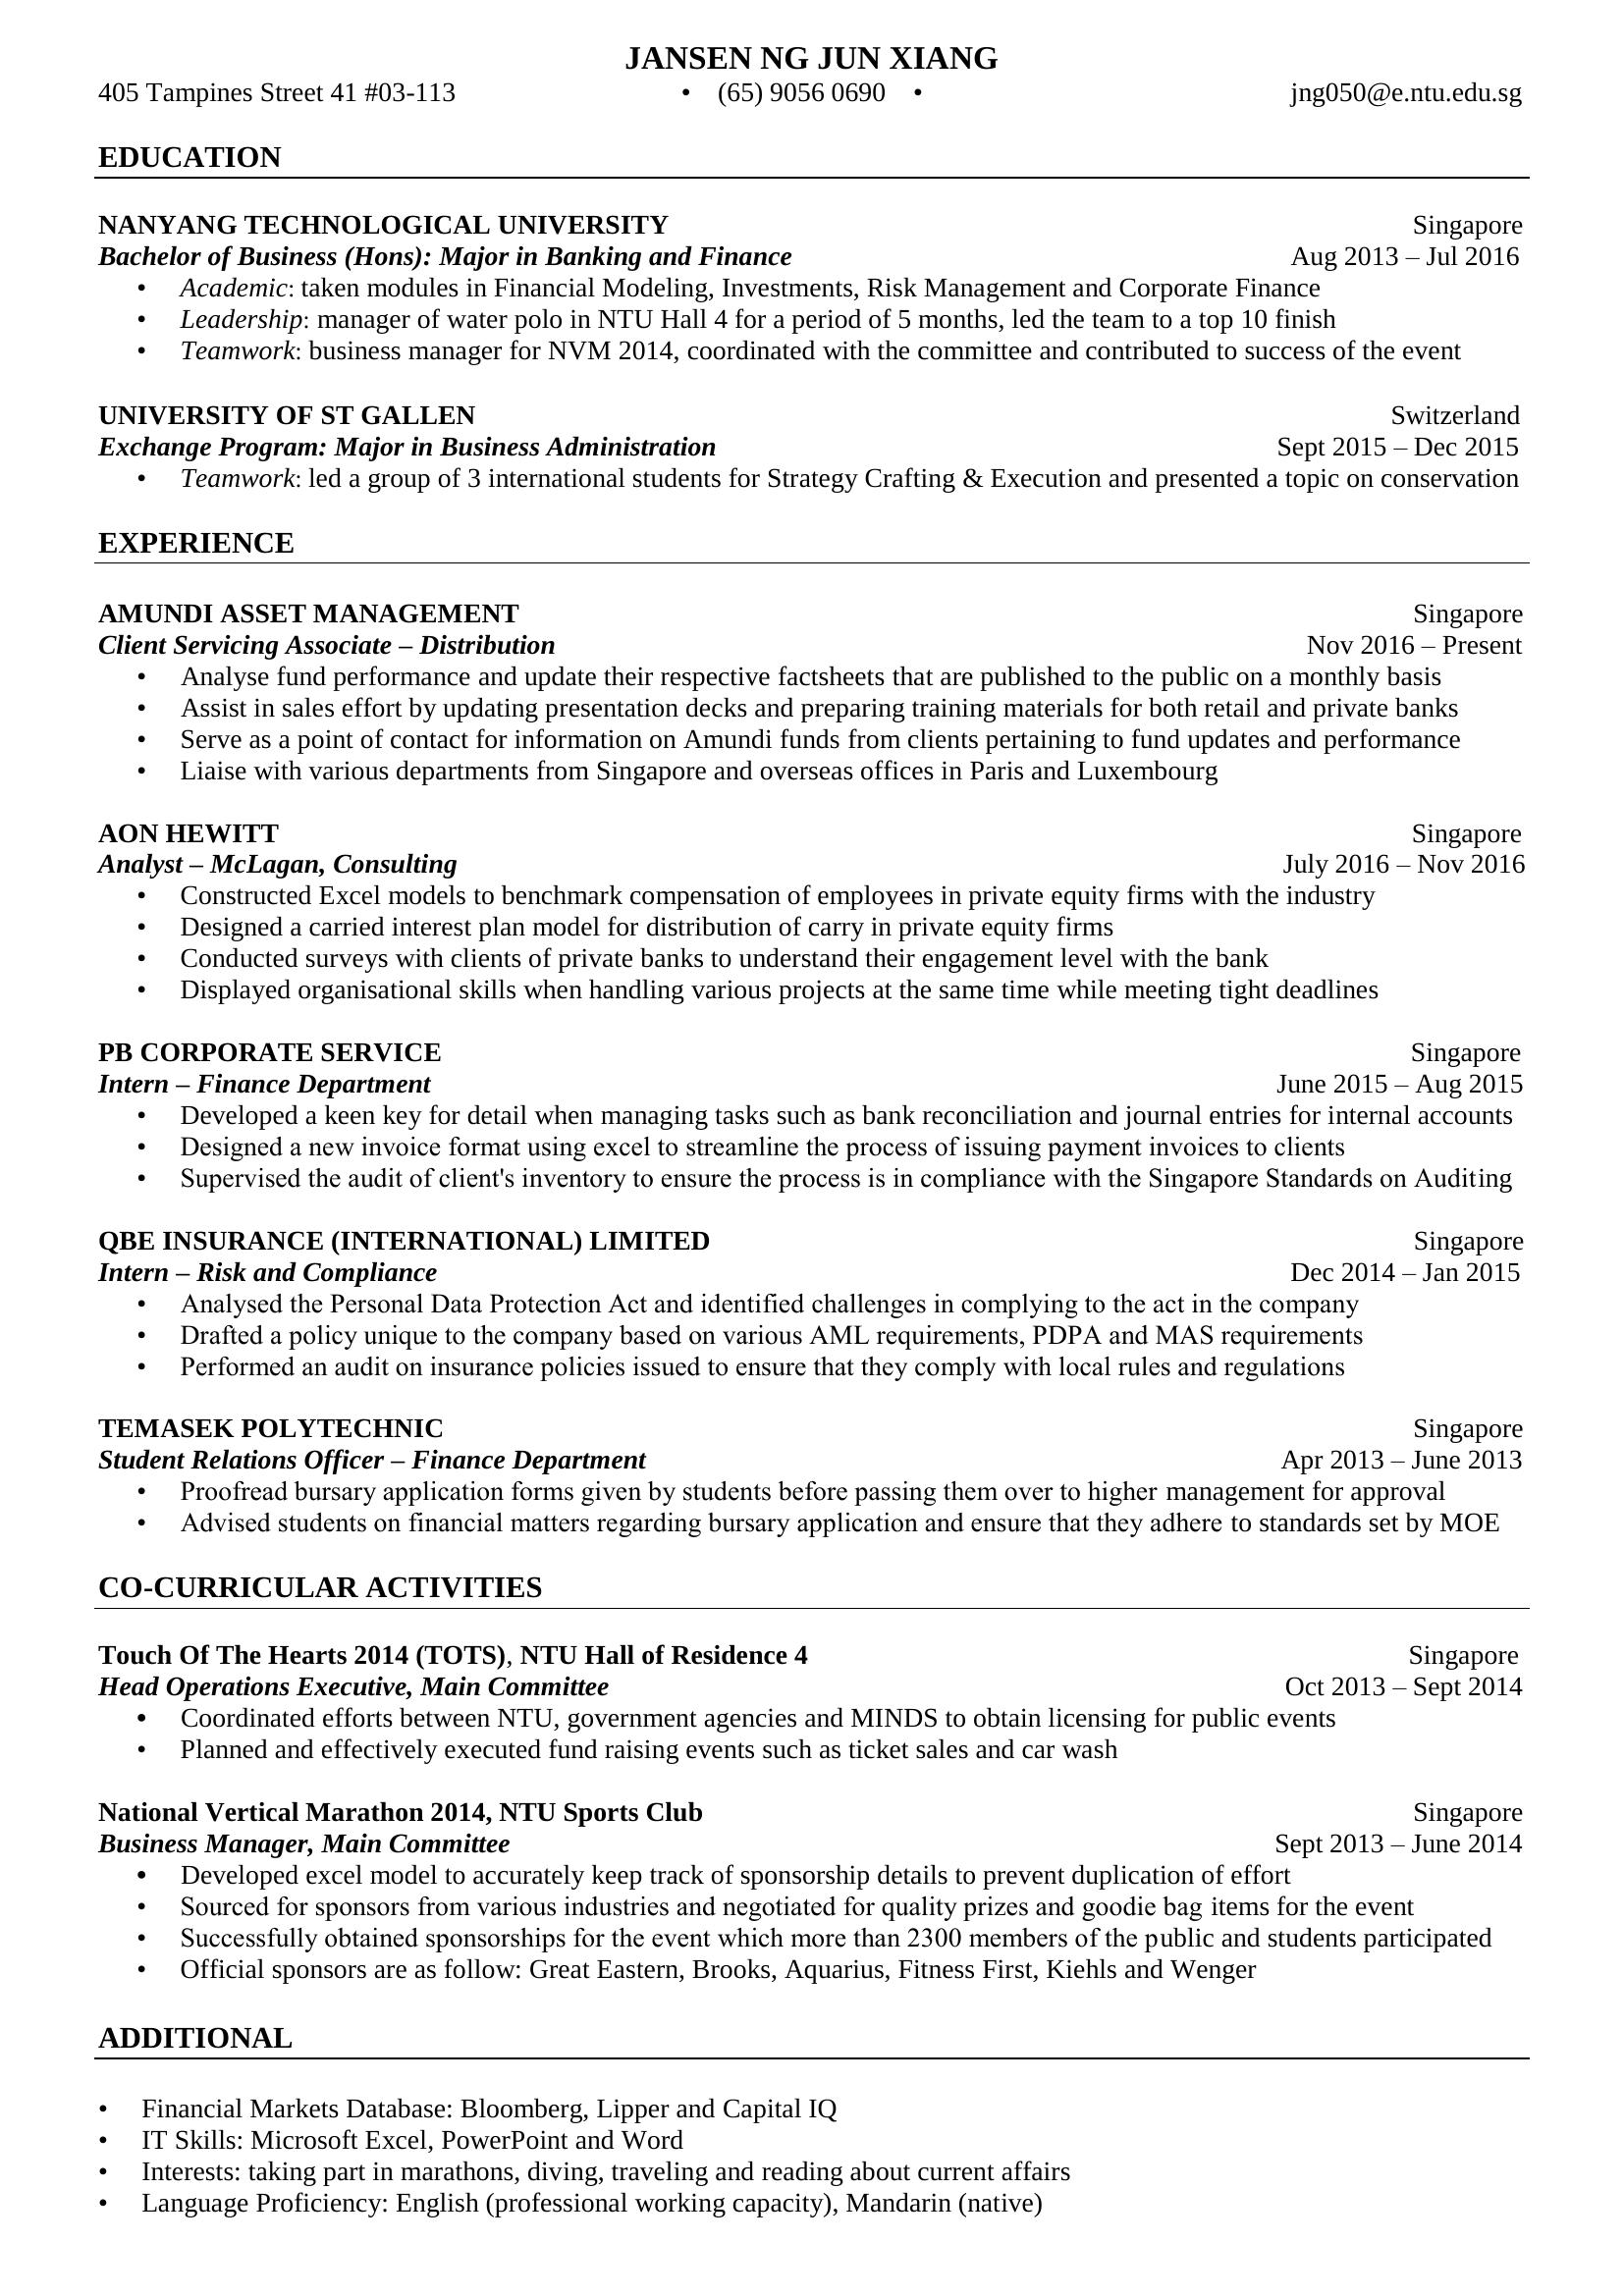 JANSEN NG JUN XIANG
405 Tampines Street 41 #03-113 • (65) 9056 0690 • jng050@e.ntu.edu.sg
EDUCATION
NANYANG TECHNOLOGICAL UNIVERSITY Singapore
Bachelor of Business (Hons): Major in Banking and Finance Aug 2013 – Jul 2016
• Academic: taken modules in Financial Modeling, Investments, Risk Management and Corporate Finance
• Leadership: manager of water polo in NTU Hall 4 for a period of 5 months, led the team to a top 10 finish
• Teamwork: business manager for NVM 2014, coordinated with the committee and contributed to success of the event
UNIVERSITY OF ST GALLEN Switzerland
Exchange Program: Major in Business Administration Sept 2015 – Dec 2015
• Teamwork: led a group of 3 international students for Strategy Crafting & Execution and presented a topic on conservation
EXPERIENCE
AMUNDI ASSET MANAGEMENT Singapore
Client Servicing Associate – Distribution Nov 2016 – Present
• Analyse fund performance and update their respective factsheets that are published to the public on a monthly basis
• Assist in sales effort by updating presentation decks and preparing training materials for both retail and private banks
• Serve as a point of contact for information on Amundi funds from clients pertaining to fund updates and performance
• Liaise with various departments from Singapore and overseas offices in Paris and Luxembourg
AON HEWITT Singapore
Analyst – McLagan, Consulting July 2016 – Nov 2016
• Constructed Excel models to benchmark compensation of employees in private equity firms with the industry
• Designed a carried interest plan model for distribution of carry in private equity firms
• Conducted surveys with clients of private banks to understand their engagement level with the bank
• Displayed organisational skills when handling various projects at the same time while meeting tight deadlines
PB CORPORATE SERVICE Singapore
Intern – Finance Department June 2015 – Aug 2015
• Developed a keen key for detail when managing tasks such as bank reconciliation and journal entries for internal accounts
• Designed a new invoice format using excel to streamline the process of issuing payment invoices to clients
• Supervised the audit of client's inventory to ensure the process is in compliance with the Singapore Standards on Auditing
QBE INSURANCE (INTERNATIONAL) LIMITED Singapore
Intern – Risk and Compliance Dec 2014 – Jan 2015
• Analysed the Personal Data Protection Act and identified challenges in complying to the act in the company
• Drafted a policy unique to the company based on various AML requirements, PDPA and MAS requirements
• Performed an audit on insurance policies issued to ensure that they comply with local rules and regulations
TEMASEK POLYTECHNIC Singapore
Student Relations Officer – Finance Department Apr 2013 – June 2013
• Proofread bursary application forms given by students before passing them over to higher management for approval
• Advised students on financial matters regarding bursary application and ensure that they adhere to standards set by MOE
CO-CURRICULAR ACTIVITIES
Touch Of The Hearts 2014 (TOTS), NTU Hall of Residence 4 Singapore
Head Operations Executive, Main Committee Oct 2013 – Sept 2014
• Coordinated efforts between NTU, government agencies and MINDS to obtain licensing for public events
• Planned and effectively executed fund raising events such as ticket sales and car wash
National Vertical Marathon 2014, NTU Sports Club Singapore
Business Manager, Main Committee Sept 2013 – June 2014
• Developed excel model to accurately keep track of sponsorship details to prevent duplication of effort
• Sourced for sponsors from various industries and negotiated for quality prizes and goodie bag items for the event
• Successfully obtained sponsorships for the event which more than 2300 members of the public and students participated
• Official sponsors are as follow: Great Eastern, Brooks, Aquarius, Fitness First, Kiehls and Wenger
ADDITIONAL
• Financial Markets Database: Bloomberg, Lipper and Capital IQ
• IT Skills: Microsoft Excel, PowerPoint and Word
• Interests: taking part in marathons, diving, traveling and reading about current affairs
• Language Proficiency: English (professional working capacity), Mandarin (native)